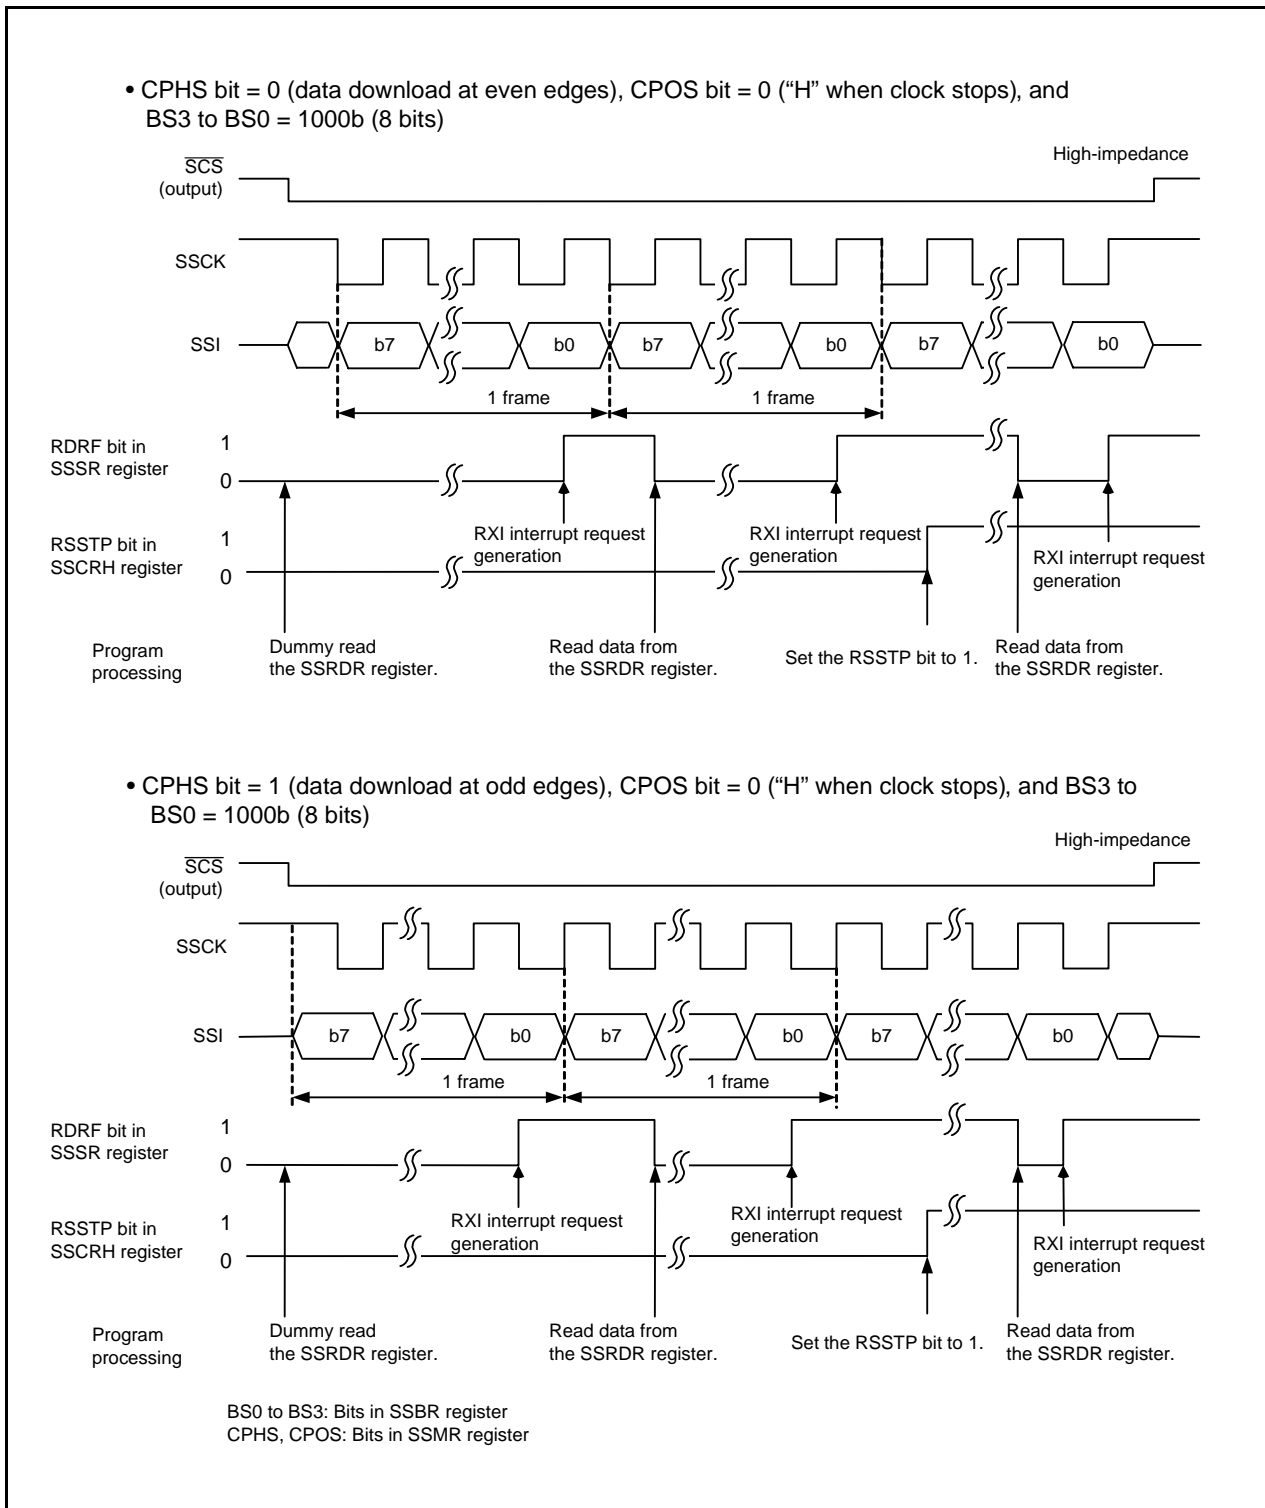 • CPHS bit = 0 (data download at even edges), CPOS bit = 0 (“H” when clock stops), and
BS3 to BS0 = 1000b (8 bits)
SCS
(output)
High-impedance
SSCK
SSI
b7
b0
b7
b0
b7
b0
1 frame
1 frame
RDRF bit in
SSSR register
1
0
RXI interrupt request
generation
RXI interrupt request
generation
RXI interrupt request
generation
RSSTP bit in
SSCRH register
1
0
Program
processing
Dummy read
the SSRDR register.
Read data from
the SSRDR register.
Set the RSSTP bit to 1.
Read data from
the SSRDR register.
• CPHS bit = 1 (data download at odd edges), CPOS bit = 0 (“H” when clock stops), and BS3 to
BS0 = 1000b (8 bits)
SCS
(output)
High-impedance
SSCK
SSI
b7
b0
b7
b0
b7
b0
1 frame
1 frame
RDRF bit in
SSSR register
1
0
RXI interrupt request
generation
RXI interrupt request
generation
RXI interrupt request
generation
RSSTP bit in
SSCRH register
1
0
Program
processing
Dummy read
the SSRDR register.
Read data from
the SSRDR register.
Set the RSSTP bit to 1.
Read data from
the SSRDR register.
BS0 to BS3: Bits in SSBR register
CPHS, CPOS: Bits in SSMR register